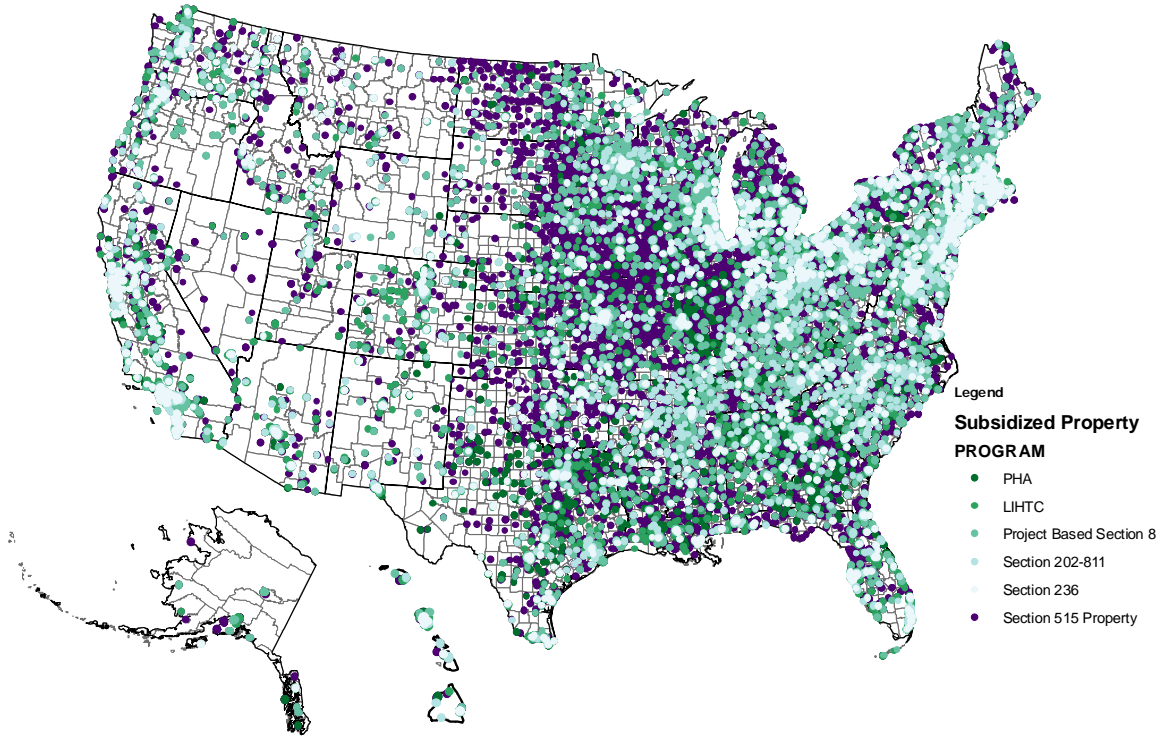 Legend
Subsidized Property
PROGRAM
PHA
LIHTC
Project Based Section 8
Section 202-811
Section 236
Section 515 Property